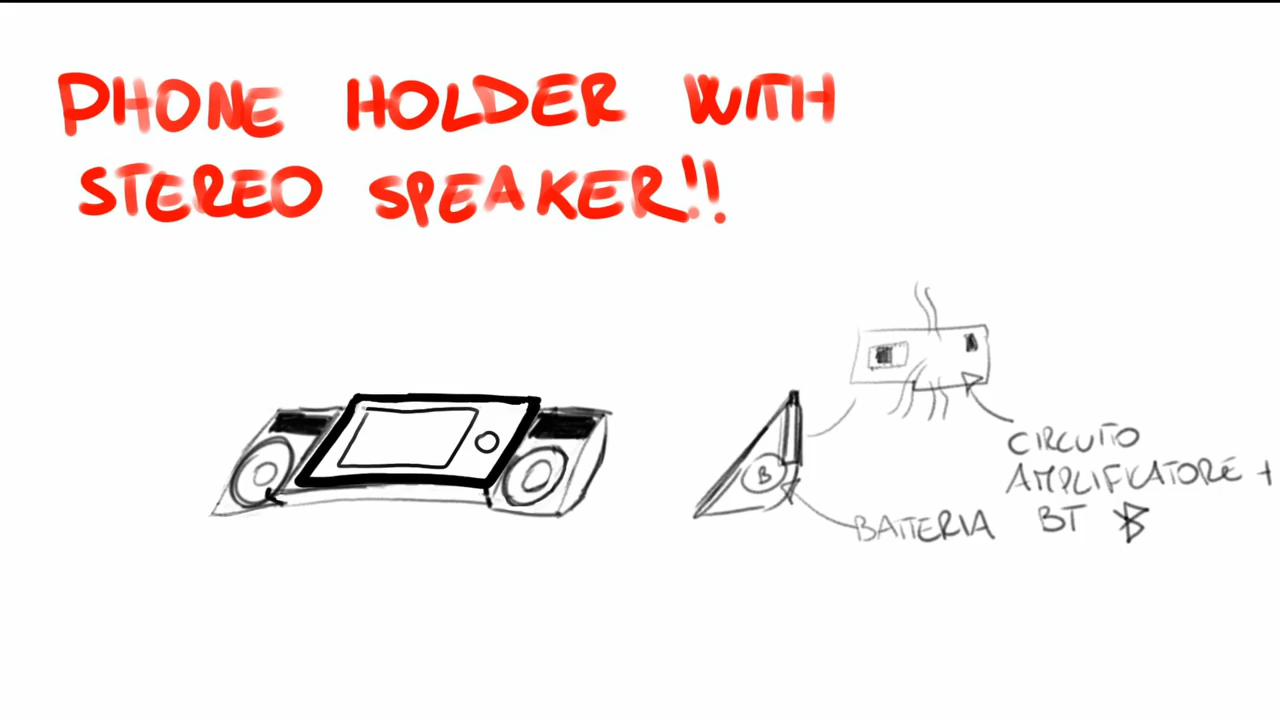 PHONE HOLDER WITH
STEREO SPEAKER!!
B
BATTERIA
CIRCUITO
AMPLIFICATORE +
BT